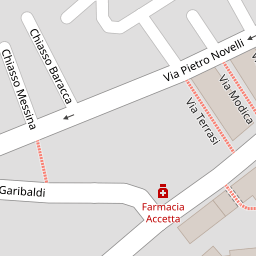 Chiasso Messina
Chiasso Baracca
Via Pietro Novelli
Via Modica
Via Terrasi
Garibaldi
Farmacia
Accetta